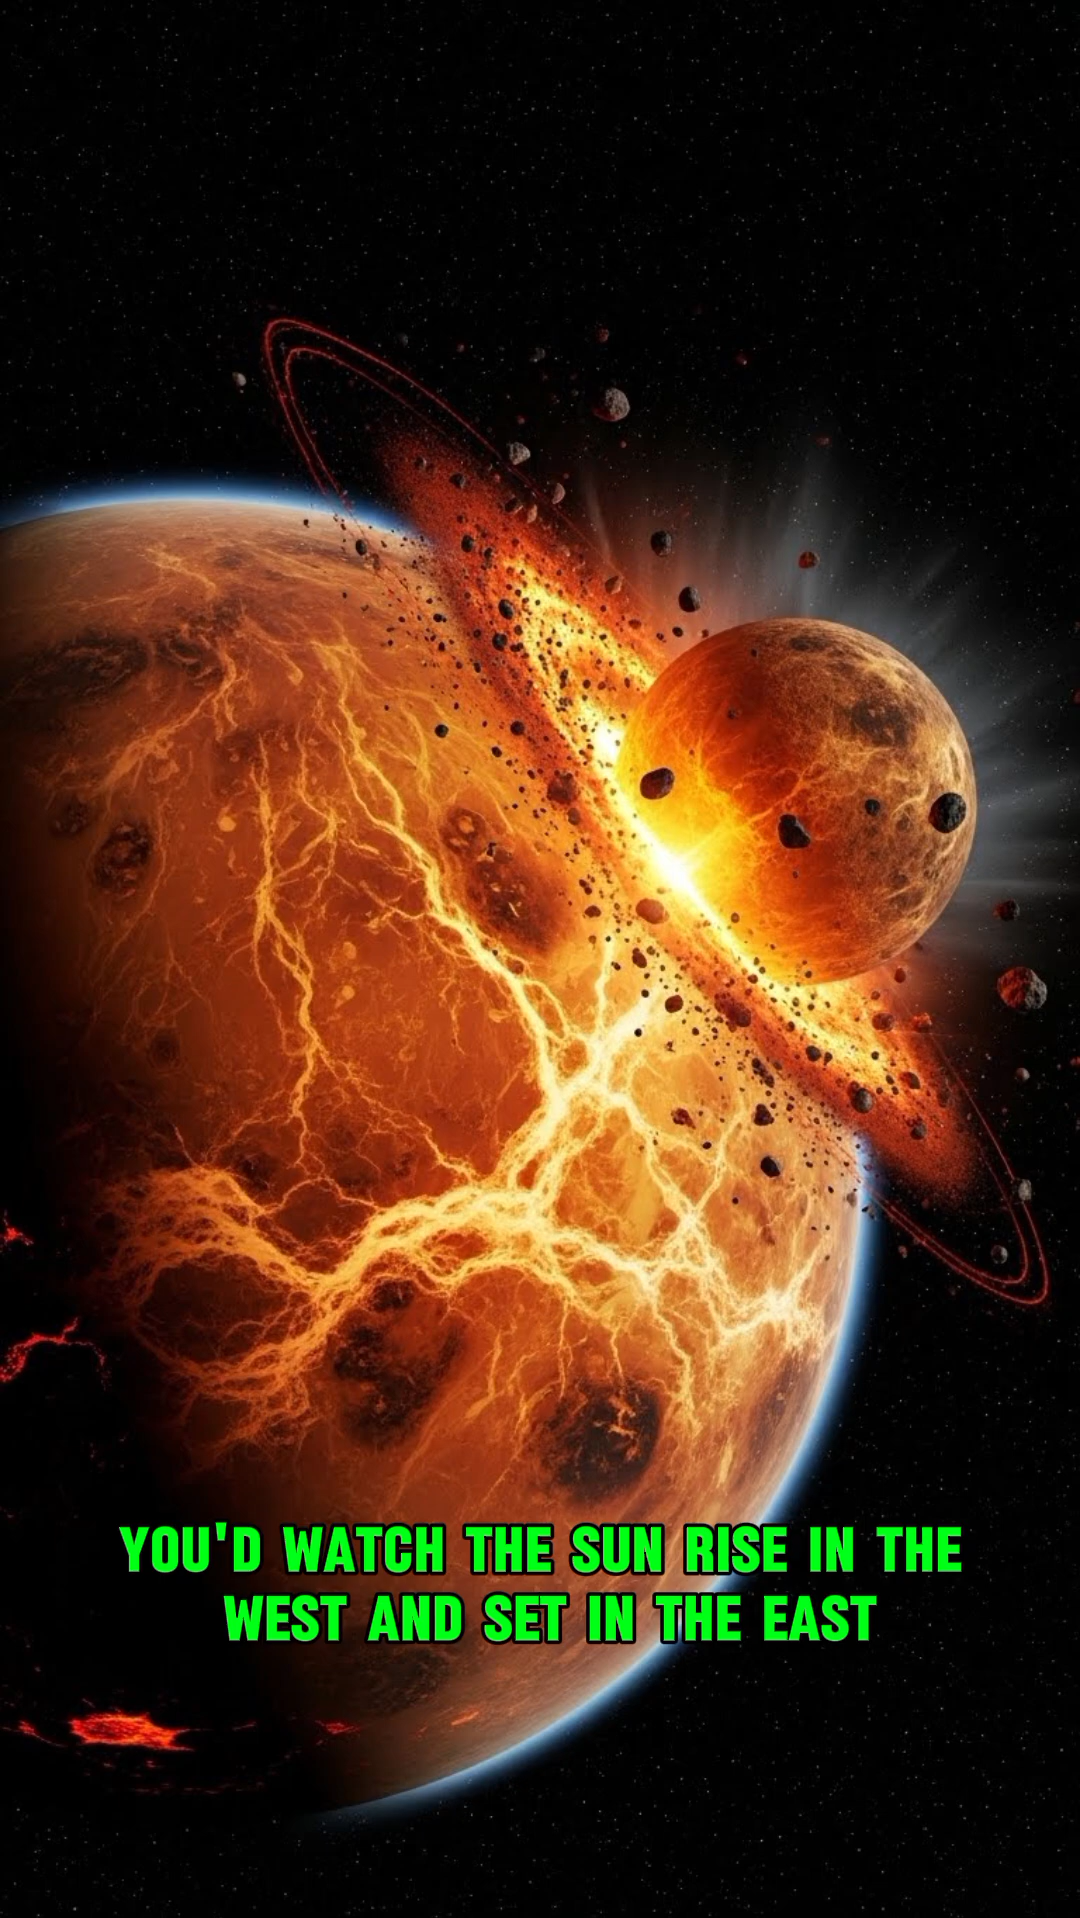 YOU'D WATCH THE SUN RISE IN THE
WEST AND SET IN THE EAST